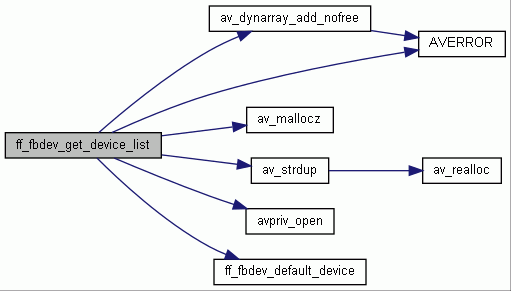 av_dynarray_add_nofree
AVERROR
av_mallocz
ff_fbdev_get_device_list
av_strdup
av_realloc
avpriv_open
ff_fbdev_default_device